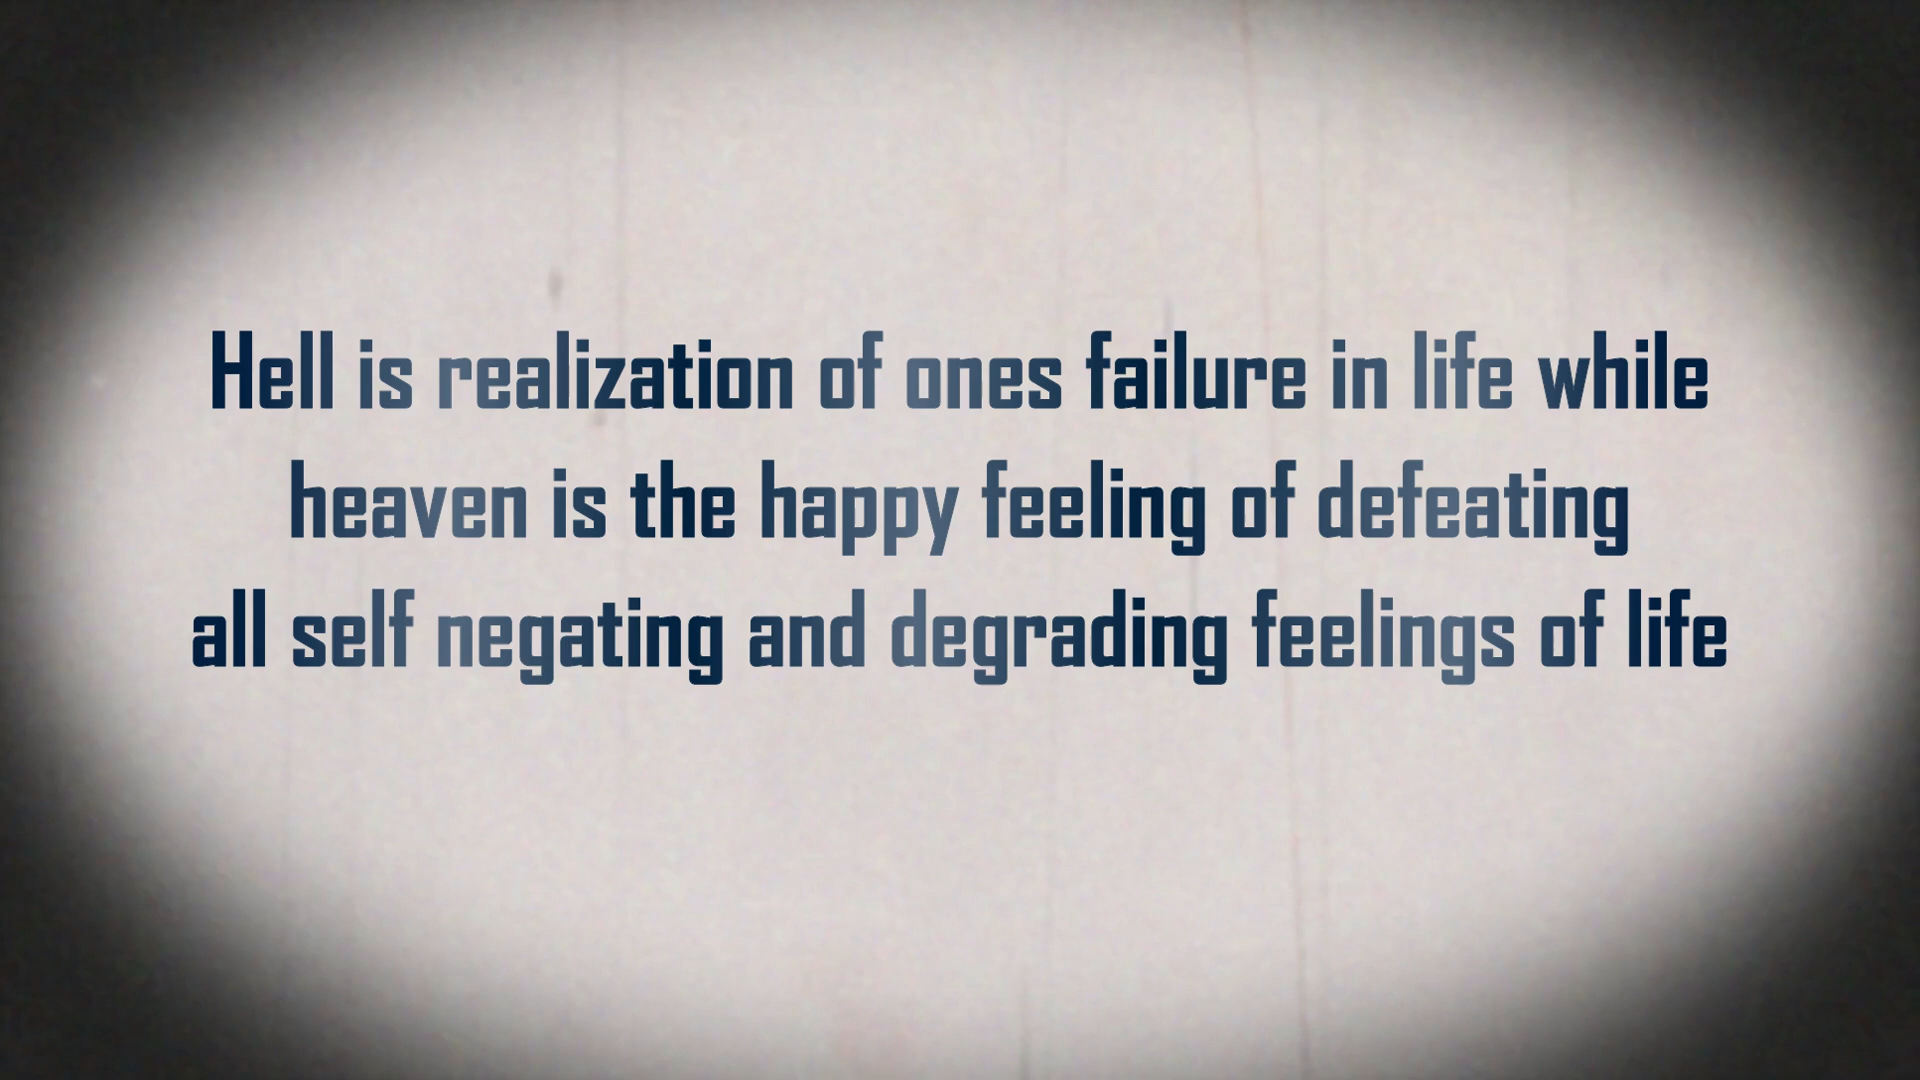 Hell is realization of ones failure in life while
heaven is the happy feeling of defeating
all self negating and degrading feelings of life